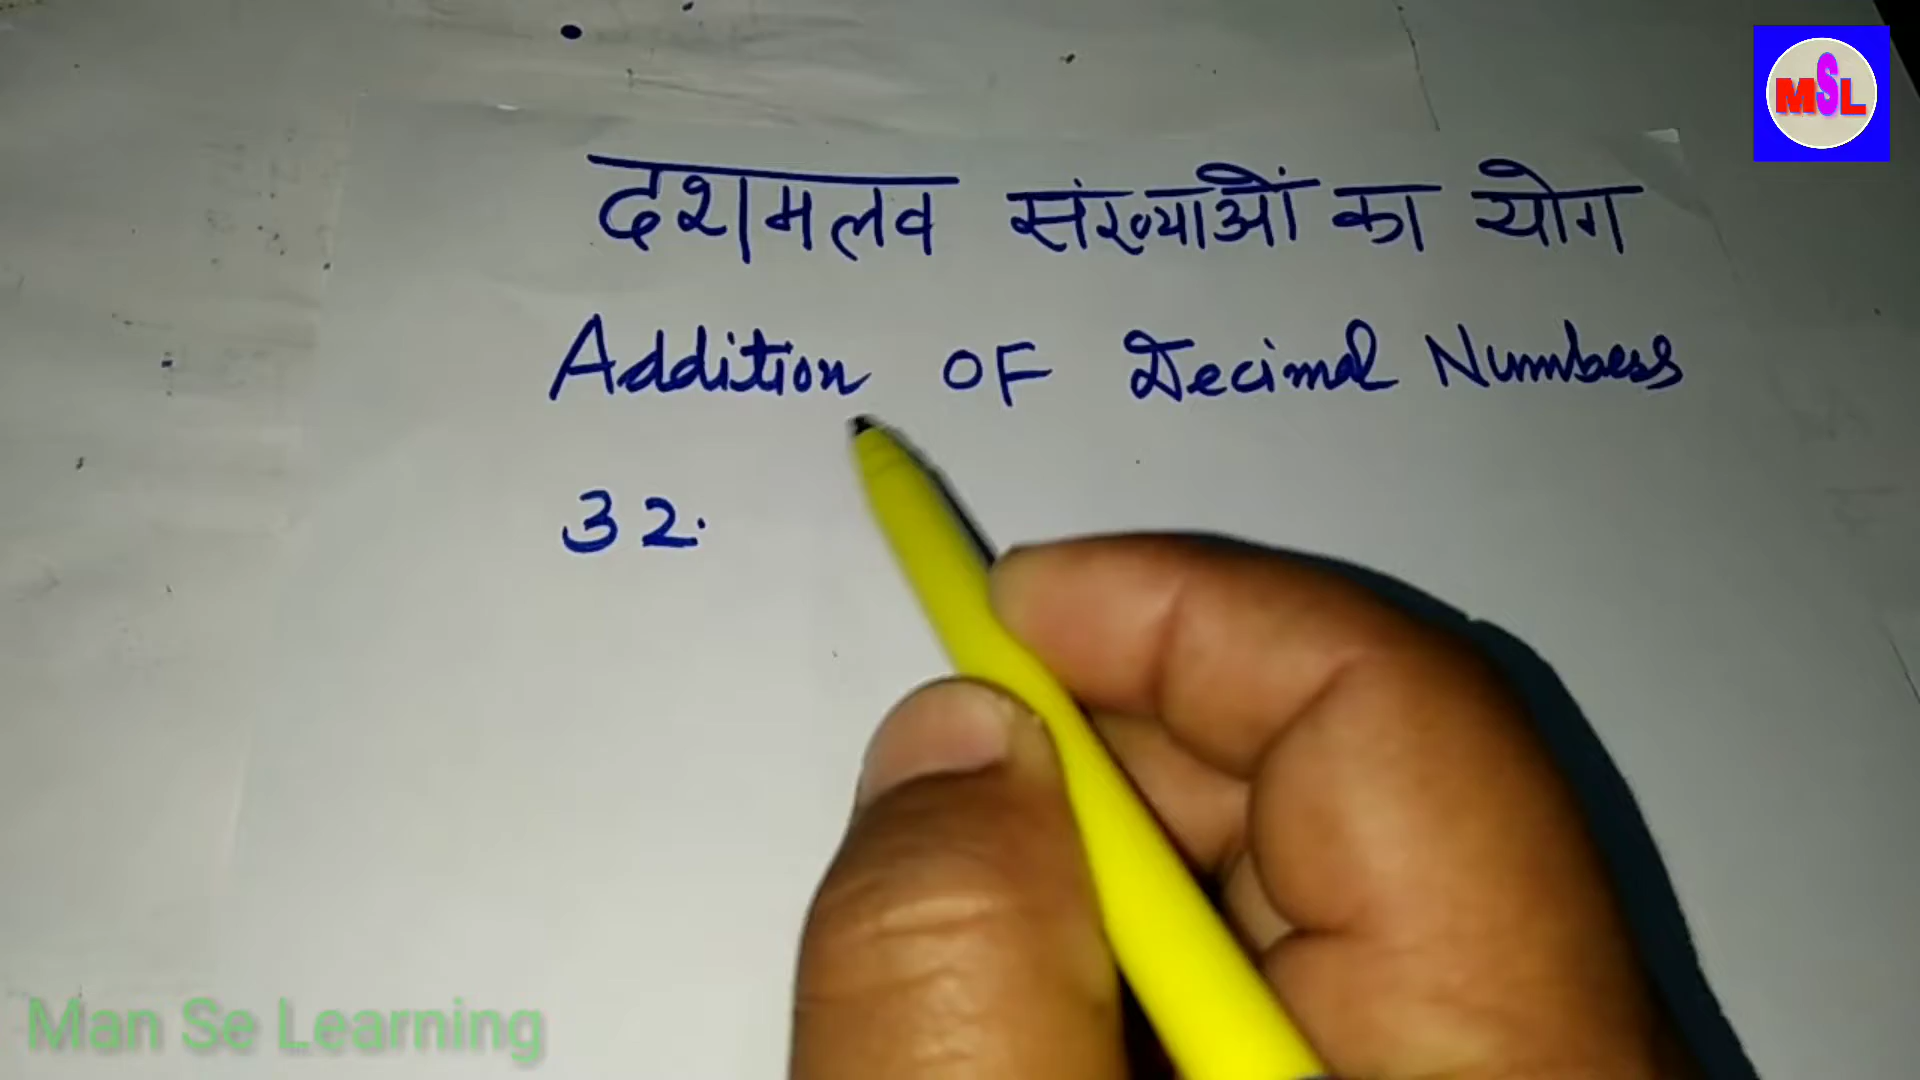 MSL
दशमलव संख्याओं का योग
Addition OF Decimal Numbers
32.
Man Se Learning